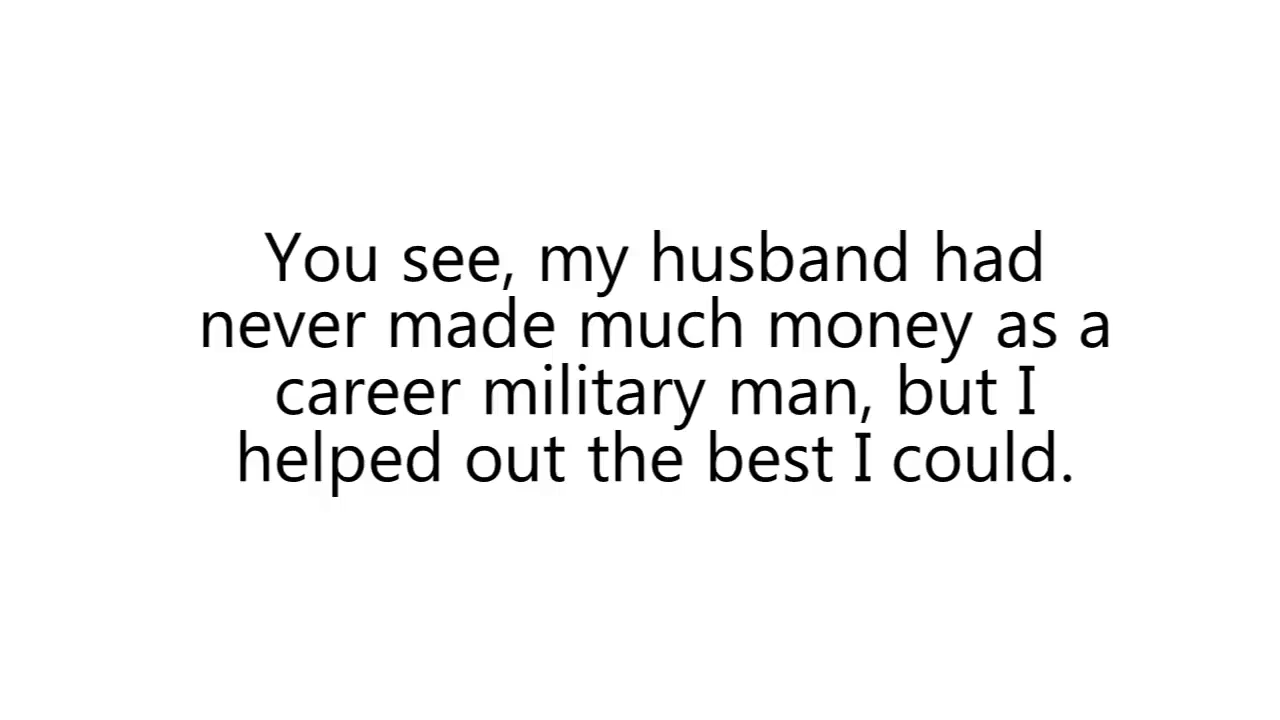 You see, my husband had
never made much money as a
career military man, but I
helped out the best I could.